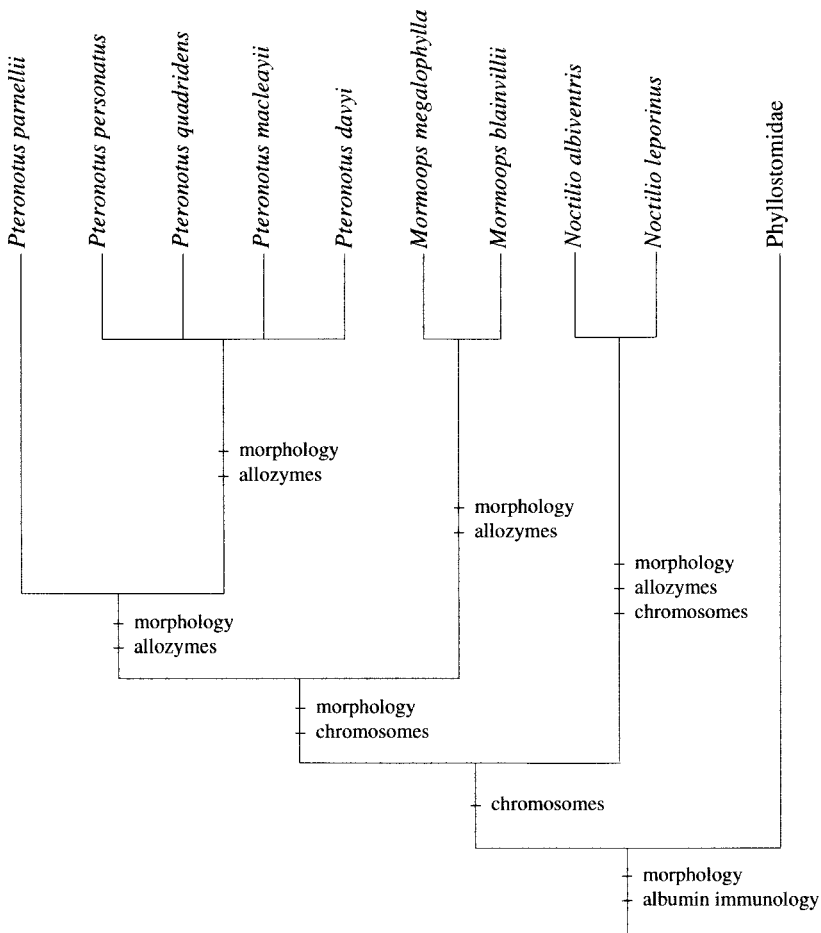 Pteronotus parnellii
Pteronotus personatus
Pteronotus quadridens
Pteronotus macleayii
Pteronotus davyi
Mormoops megalophylla
Mormoops blainvillii
Noctilio albiventris
Noctilio leporinus
Phyllostomidae
morphology
allozymes
morphology
allozymes
morphology
allozymes
chromosomes
morphology
allozymes
morphology
chromosomes
chromosomes
morphology
albumin immunology